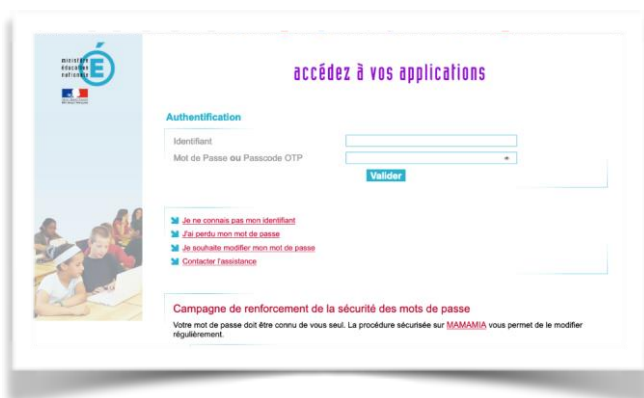 ministère
éducation
nationale
É
accédez à vos applications
Authentification
Identifiant
Mot de Passe ou Passcode OTP
Valider
Je ne connais pas mon identifiant
J'ai perdu mon mot de passe
Je souhaite modifier mon mot de passe
Contacter l'assistance
Campagne de renforcement de la sécurité des mots de passe
Votre mot de passe doit être connu de vous seul. La procédure sécurisée sur MAMAMIA vous permet de le modifier
régulièrement.